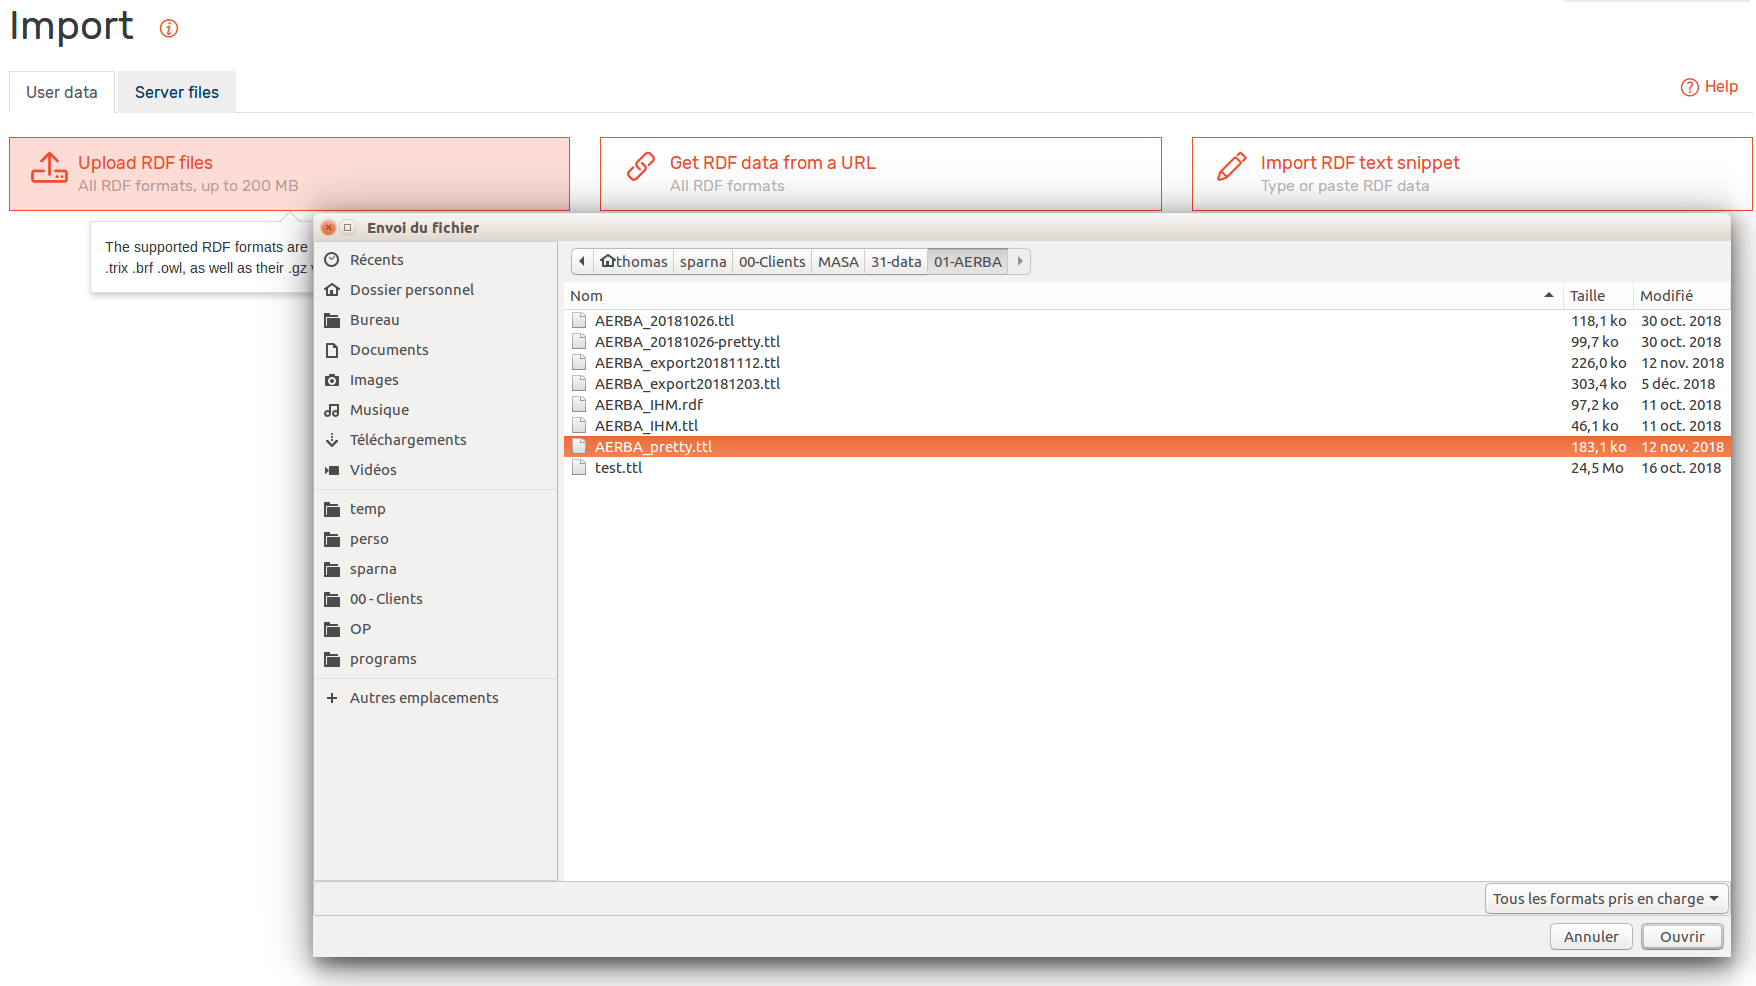 Import
User data
Server files
Help
Upload RDF files
All RDF formats, up to 200 MB
Get RDF data from a URL
All RDF formats
Import RDF text snippet
Type or paste RDF data
The supported RDF formats are
.trix .brf .owl, as well as their .gz
Envoi du fichier
Récents
Dossier personnel
Bureau
Documents
Images
Musique
Téléchargements
Vidéos
temp
perso
sparna
00 - Clients
OP
programs
Autres emplacements
thomas sparna 00-Clients MASA 31-data 01-AERBA
Nom Taille Modifié
AERBA_20181026.ttl 118,1 ko 30 oct. 2018
AERBA_20181026-pretty.ttl 99,7 ko 30 oct. 2018
AERBA_export20181112.ttl 226,0 ko 12 nov. 2018
AERBA_export20181203.ttl 303,4 ko 5 déc. 2018
AERBA_IHM.rdf 97,2 ko 11 oct. 2018
AERBA_IHM.ttl 46,1 ko 11 oct. 2018
AERBA_pretty.ttl 183,1 ko 12 nov. 2018
test.ttl 24,5 Mo 16 oct. 2018
Tous les formats pris en charge
Annuler
Ouvrir